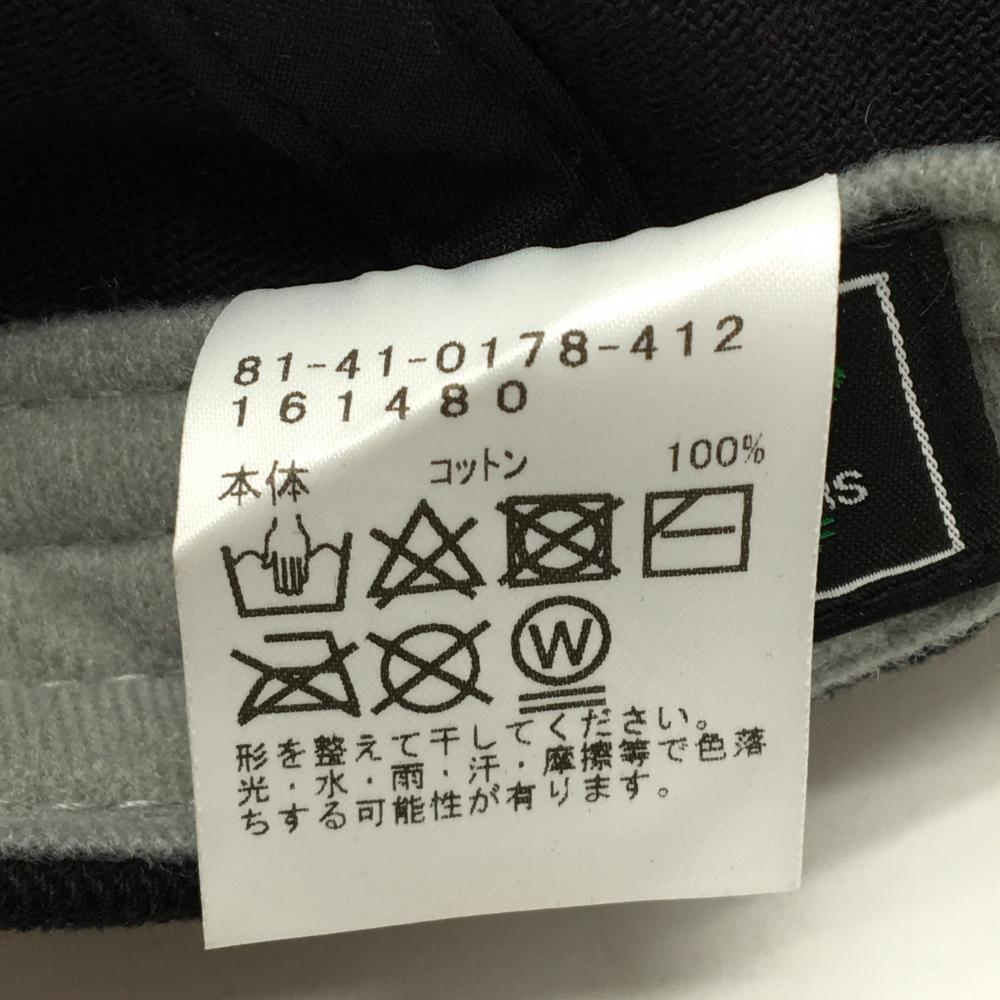 81-41-0178-412
161480
本体 コットン 100%
W
形を整えて干してください。
光・水・雨・汗・摩擦等で色落
ちする可能性が有ります。